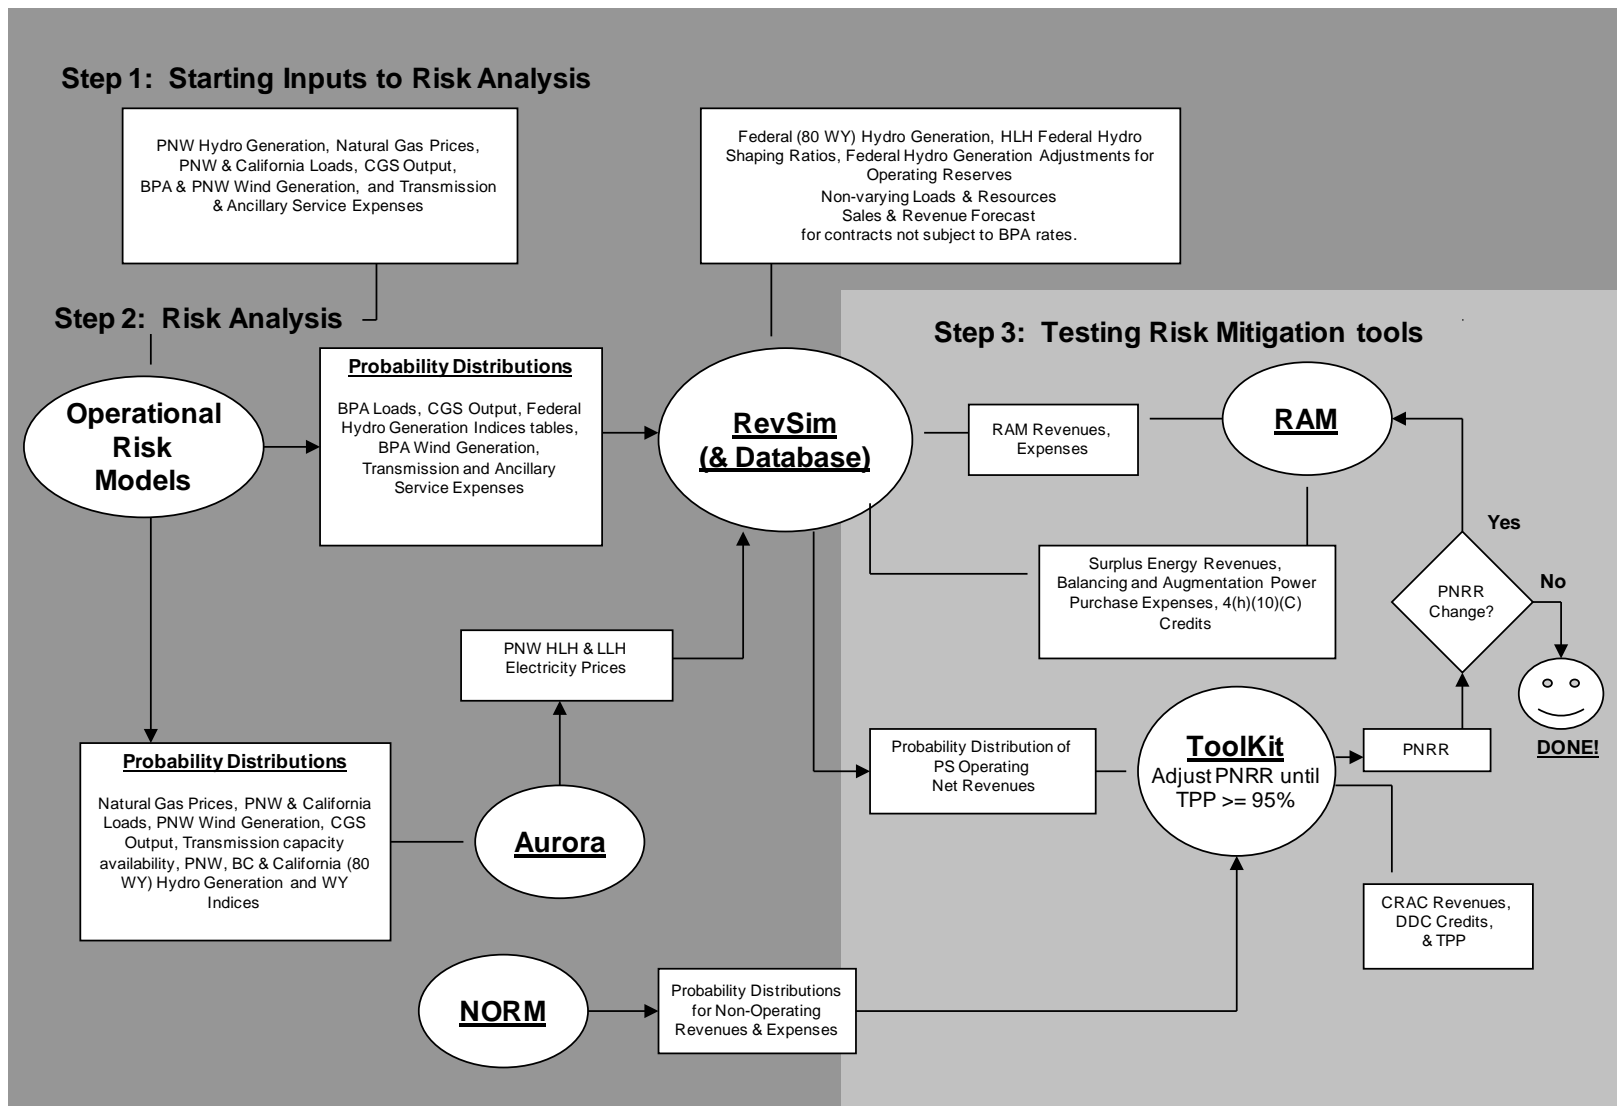 Step 1: Starting Inputs to Risk Analysis
PNW Hydro Generation, Natural Gas Prices,
PNW & California Loads, CGS Output,
BPA & PNW Wind Generation, and Transmission
& Ancillary Service Expenses
Federal (80 WY) Hydro Generation, HLH Federal Hydro
Shaping Ratios, Federal Hydro Generation Adjustments for
Operating Reserves
Non-varying Loads & Resources
Sales & Revenue Forecast
for contracts not subject to BPA rates.
Step 2: Risk Analysis
Step 3: Testing Risk Mitigation tools
Operational
Risk
Models
Probability Distributions
BPA Loads, CGS Output, Federal
Hydro Generation Indices tables,
BPA Wind Generation,
Transmission and Ancillary
Service Expenses
RevSim
(& Database)
RAM Revenues,
Expenses
RAM
Surplus Energy Revenues,
Balancing and Augmentation Power
Purchase Expenses, 4(h)(10)(C)
Credits
Yes
No
PNRR
Change?
PNW HLH & LLH
Electricity Prices
Probability Distributions
Natural Gas Prices, PNW & California
Loads, PNW Wind Generation, CGS
Output, Transmission capacity
availability, PNW, BC & California (80
WY) Hydro Generation and WY
Indices
Aurora
Probability Distribution of
PS Operating
Net Revenues
ToolKit
Adjust PNRR until
TPP >= 95%
PNRR
DONE!
CRAC Revenues,
DDC Credits,
& TPP
NORM
Probability Distributions
for Non-Operating
Revenues & Expenses